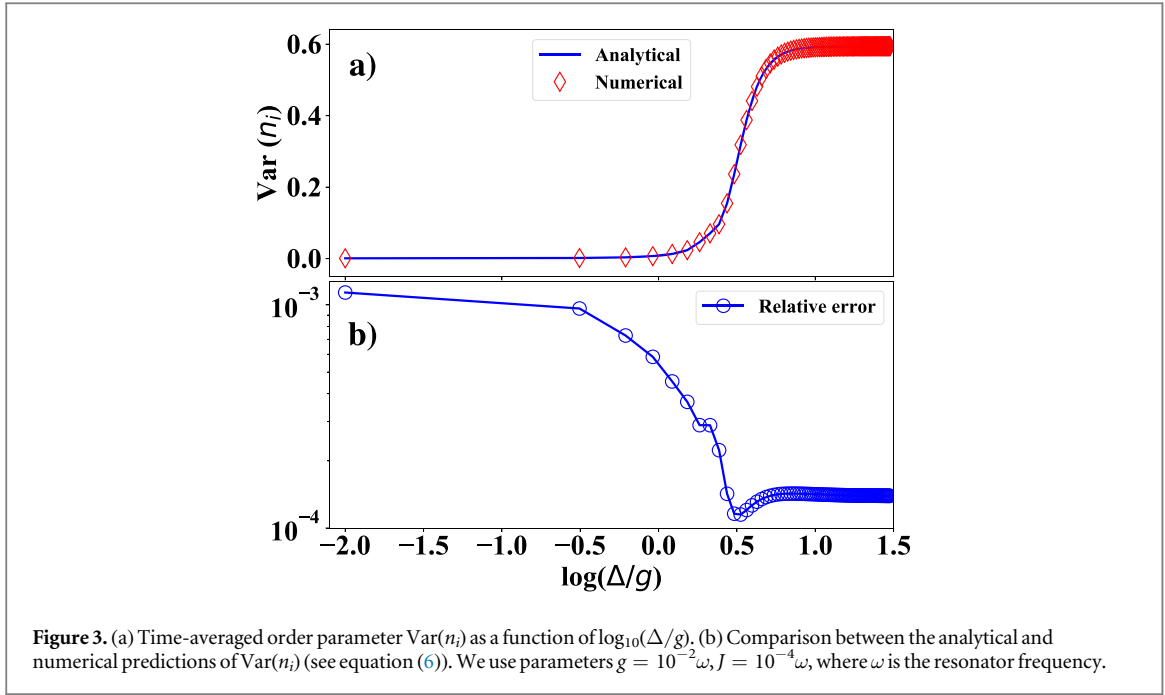 a)
Analytical
Numerical
0.6
0.4
0.2
0.0
Var (n_i)
b)
Relative error
10⁻³
10⁻⁴
−2.0 −1.5 −1.0 −0.5 0.0 0.5 1.0 1.5
log(Δ/g)
Figure 3. (a) Time-averaged order parameter Var(n_i) as a function of log₁₀(Δ/g). (b) Comparison between the analytical and
numerical predictions of Var(n_i) (see equation (6)). We use parameters g = 10⁻²ω, J = 10⁻⁴ω, where ω is the resonator frequency.